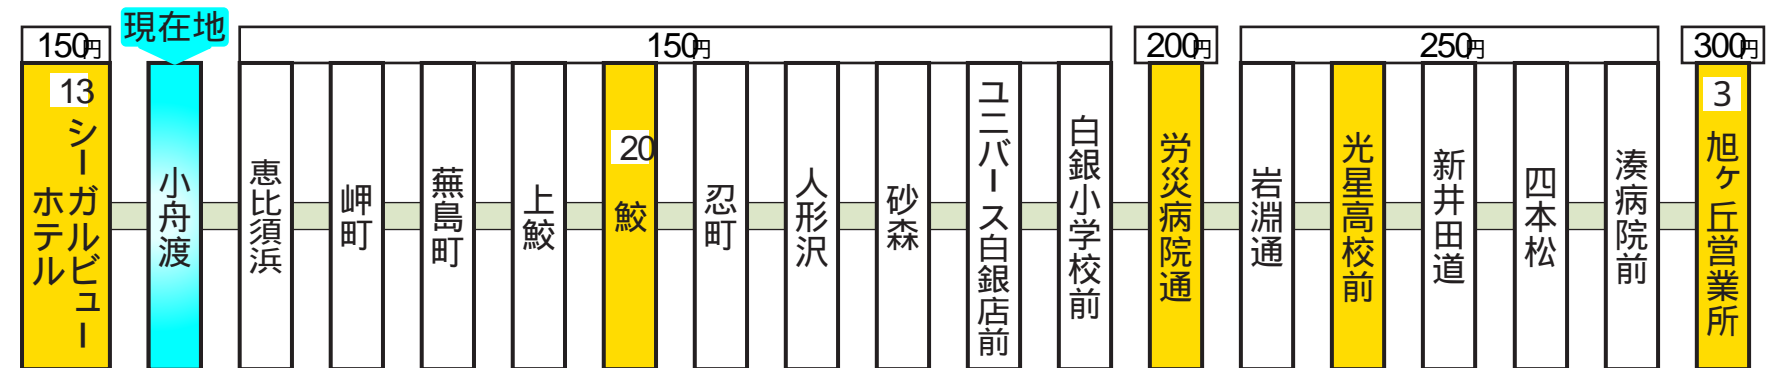 現在地
150円
150円
200円
250円
300円
13
シーガルビュー
ホテル
小舟渡
恵比須浜
岬町
蕪島町
上鮫
20
鮫
忍町
人形沢
砂森
ユニバース白銀店前
白銀小学校前
労災病院通
岩淵通
光星高校前
新井田道
四本松
湊病院前
3
旭ヶ丘営業所